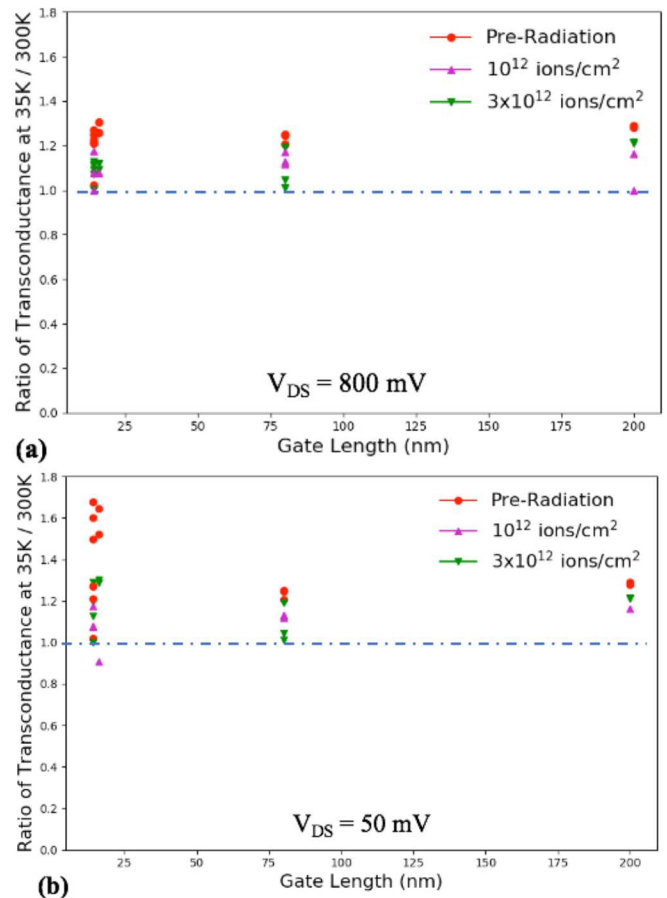 1.8
1.6
1.4
1.2
1.0
0.8
0.6
0.4
0.2
0.0
Ratio of Transconductance at 35K / 300K
Pre-Radiation
10¹² ions/cm²
3x10¹² ions/cm²
V_DS = 800 mV
25 50 75 100 125 150 175 200
Gate Length (nm)
(a)
1.8
1.6
1.4
1.2
1.0
0.8
0.6
0.4
0.2
0.0
Ratio of Transconductance at 35K / 300K
Pre-Radiation
10¹² ions/cm²
3x10¹² ions/cm²
V_DS = 50 mV
25 50 75 100 125 150 175 200
Gate Length (nm)
(b)